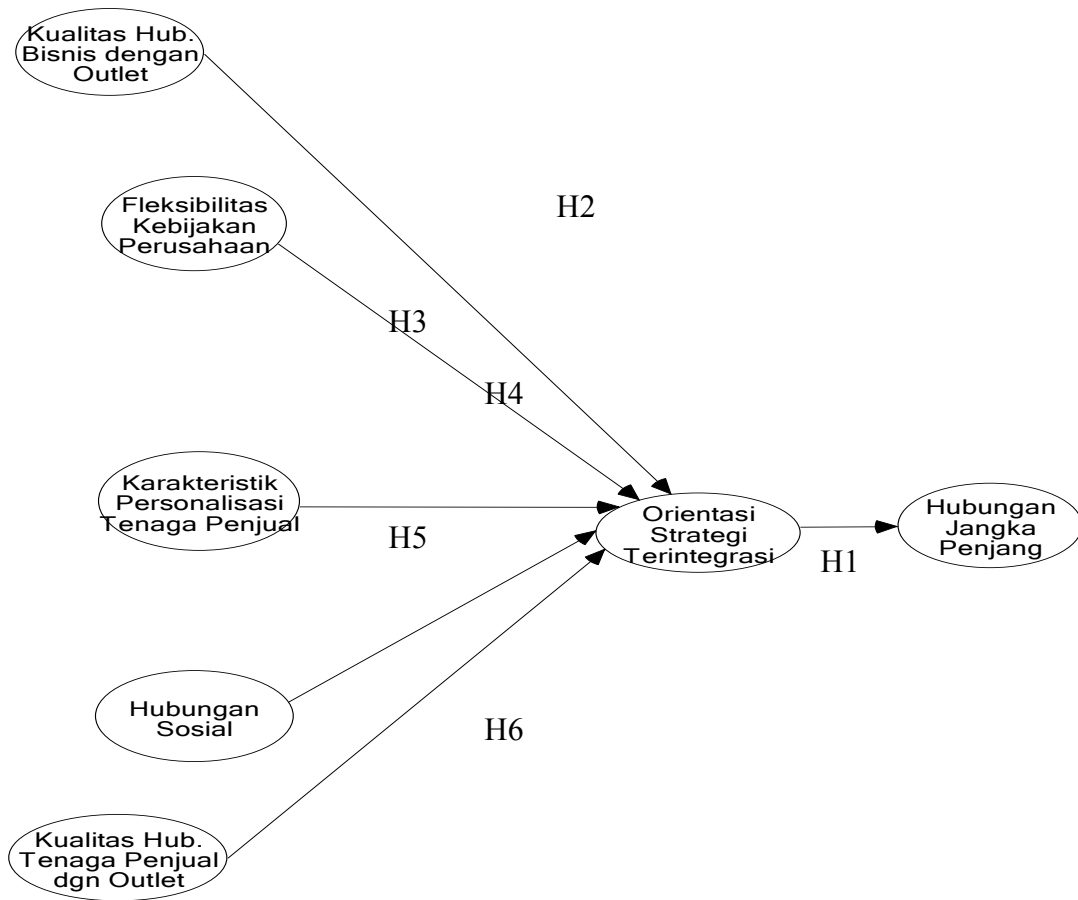 Kualitas Hub.
Bisnis dengan
Outlet
H2
Fleksibilitas
Kebijakan
Perusahaan
H3
H4
Karakteristik
Personalisasi
Tenaga Penjual
H5
Orientasi
Strategi
Terintegrasi
H1
Hubungan
Jangka
Penjang
Hubungan
Sosial
H6
Kualitas Hub.
Tenaga Penjual
dgn Outlet